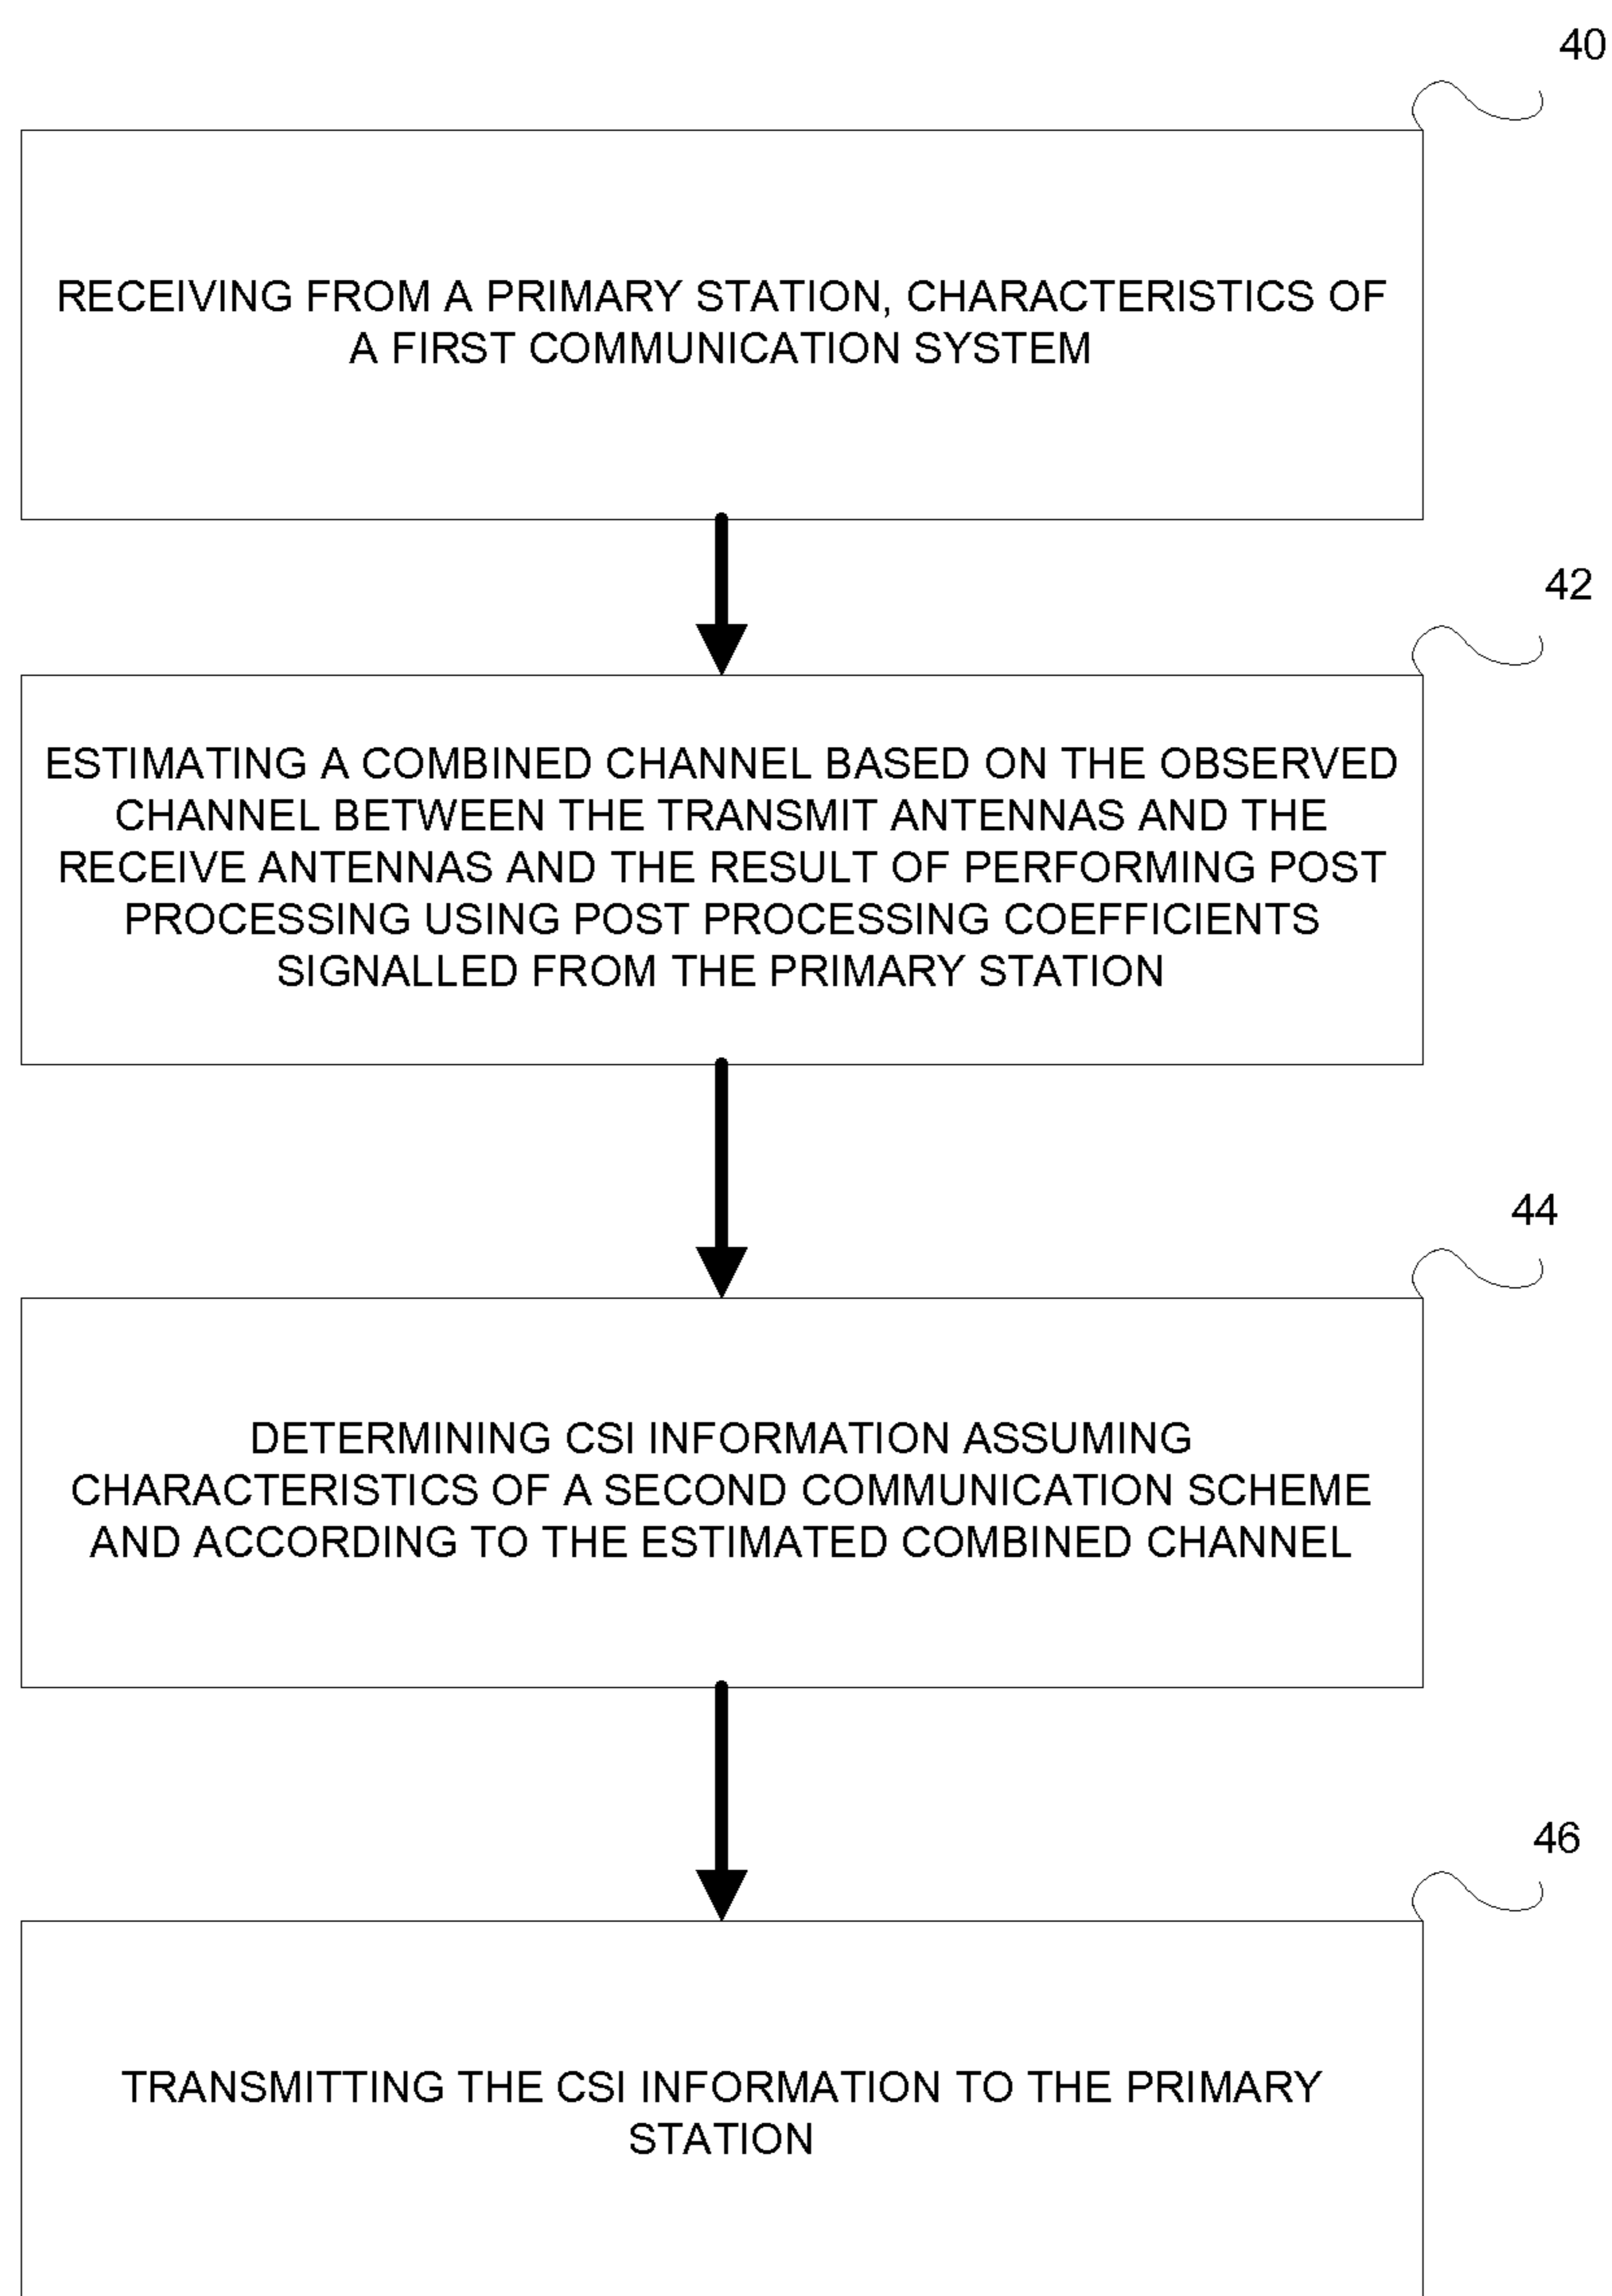 40
RECEIVING FROM A PRIMARY STATION, CHARACTERISTICS OF
A FIRST COMMUNICATION SYSTEM
42
ESTIMATING A COMBINED CHANNEL BASED ON THE OBSERVED
CHANNEL BETWEEN THE TRANSMIT ANTENNAS AND THE
RECEIVE ANTENNAS AND THE RESULT OF PERFORMING POST
PROCESSING USING POST PROCESSING COEFFICIENTS
SIGNALLED FROM THE PRIMARY STATION
44
DETERMINING CSI INFORMATION ASSUMING
CHARACTERISTICS OF A SECOND COMMUNICATION SCHEME
AND ACCORDING TO THE ESTIMATED COMBINED CHANNEL
46
TRANSMITTING THE CSI INFORMATION TO THE PRIMARY
STATION